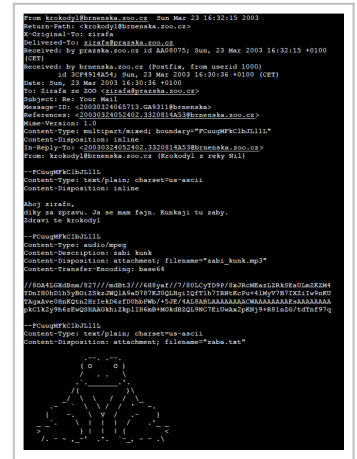 From krokodyl@brnenska.zoo.cz  Sun Mar 23 16:32:15 2003
Return-Path: <krokodyl@brnenska.zoo.cz>
X-Original-To: zirafa
Delivered-To: zirafa@prazska.zoo.cz
Received: by prazska.zoo.cz id AA08075; Sun, 23 Mar 2003 16:32:15 +0100
(CET)
Received: by brnenska.zoo.cz (Postfix, from userid 1000)
        id 3CF4914A54; Sun, 23 Mar 2003 16:30:36 +0100 (CET)
Date: Sun, 23 Mar 2003 16:30:36 +0100
To: Zirafa ze ZOO <zirafa@prazska.zoo.cz>
Subject: Re: Your Mail
Message-ID: <20030324065713.GA9311@brnenska>
References: <20030324065402.3320814A53@brnenska.zoo.cz>
Mime-Version: 1.0
Content-Type: multipart/mixed; boundary="FCuugMFkClbJLl1L"
Content-Disposition: inline
In-Reply-To: <20030324065402.3320814A53@brnenska.zoo.cz>
From: krokodyl@brnenska.zoo.cz (Krokodyl z reky Nil)

--FCuugMFkClbJLl1L
Content-Type: text/plain; charset=us-ascii
Content-Disposition: inline

Ahoj zirafo,
diky za zpravu. Ja se mam fajn. Kunkaji tu zaby.
Zdravi te krokodyl

--FCuugMFkClbJLl1L
Content-Type: audio/mpeg
Content-Description: zabi kunk
Content-Disposition: attachment; filename="zabi_kunk.mp3"
Content-Transfer-Encoding: base64

--FCuugMFkClbJLl1L
Content-Type: text/plain; charset=us-ascii
Content-Disposition: attachment; filename="zaba.txt"